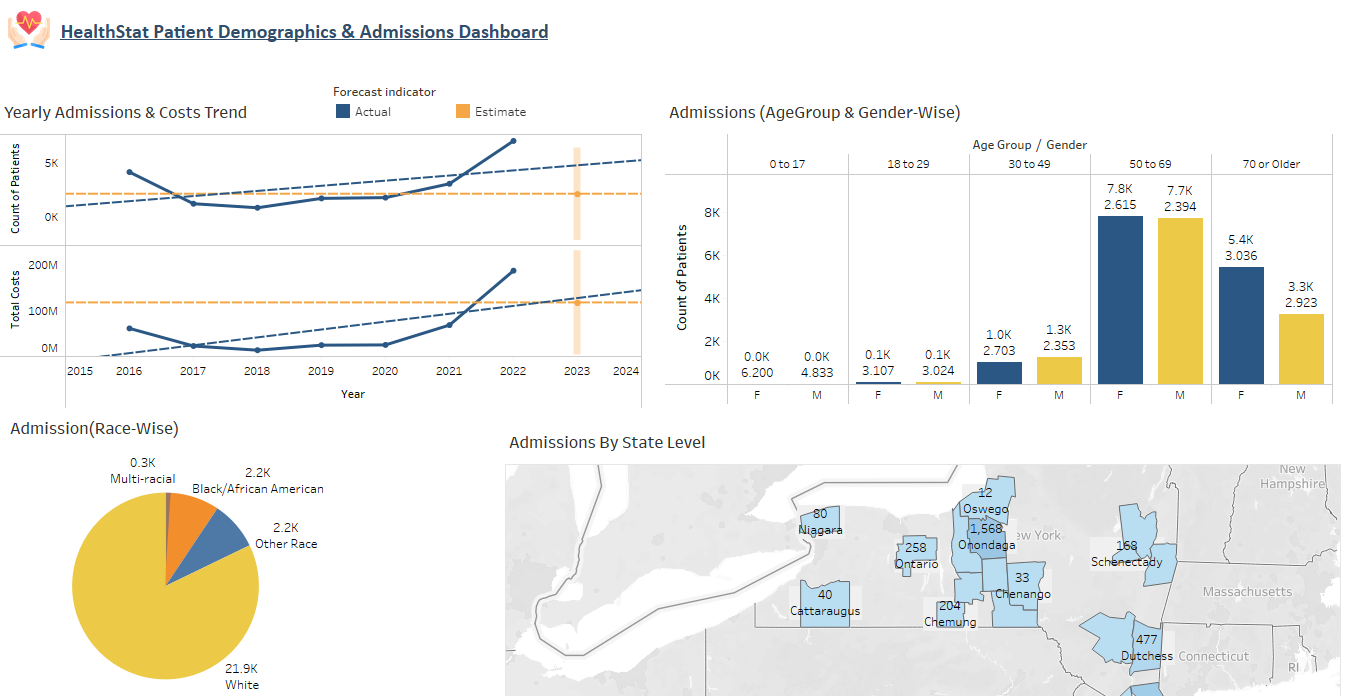 HealthStat Patient Demographics & Admissions Dashboard
Forecast indicator
Actual
Estimate
Yearly Admissions & Costs Trend
Count of Patients
5K
0K
Total Costs
200M
100M
0M
2015 2016 2017 2018 2019 2020 2021 2022 2023 2024
Year
Admissions (AgeGroup & Gender-Wise)
Age Group / Gender
0 to 17 18 to 29 30 to 49 50 to 69 70 or Older
Count of Patients
8K
6K
4K
2K
0K
0.0K
6.200
0.0K
4.833
0.1K
3.107
0.1K
3.024
1.0K
2.703
1.3K
2.353
7.8K
2.615
7.7K
2.394
5.4K
3.036
3.3K
2.923
F M F M F M F M F M
Admission(Race-Wise)
0.3K
Multi-racial
2.2K
Black/African American
2.2K
Other Race
21.9K
White
Admissions By State Level
New
Hampshire
12
Oswego
80
Niagara
1,568
Onondaga
ew York
258
Ontario
168
Schenectady
33
Chenango
40
Cattaraugus
204
Chemung
Massachusetts
477
Dutchess
Connecticut
RI